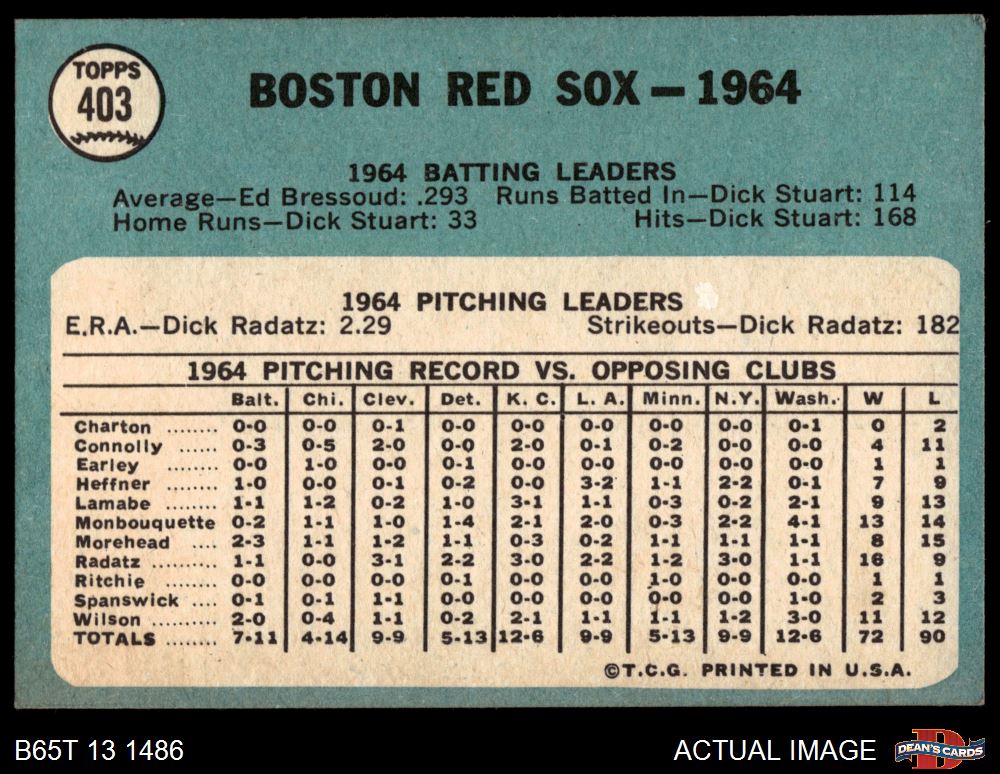 TOPPS
403
BOSTON RED SOX — 1964
1964 BATTING LEADERS
Average—Ed Bressoud: .293 Runs Batted In—Dick Stuart: 114
Home Runs—Dick Stuart: 33 Hits—Dick Stuart: 168
1964 PITCHING LEADERS
E.R.A.—Dick Radatz: 2.29 Strikeouts—Dick Radatz: 182
1964 PITCHING RECORD VS. OPPOSING CLUBS
Balt. Chi. Clev. Det. K. C. L. A. Minn. N.Y. Wash. W L
Charton ........ 0-0 0-0 0-1 0-0 0-0 0-0 0-0 0-0 0-1 0 2
Connolly ...... 0-3 0-5 2-0 0-0 2-0 0-1 0-2 0-0 0-0 4 11
Earley ........ 0-0 1-0 0-0 0-1 0-0 0-0 0-0 0-0 0-0 1 1
Heffner ........ 1-0 0-0 0-1 0-2 0-0 3-2 1-1 2-2 0-1 7 9
Lamabe ........ 1-1 1-2 0-2 1-0 3-1 1-1 0-3 0-2 2-1 9 13
Monbouquette 0-2 1-1 1-0 1-4 2-1 2-0 0-3 2-2 4-1 13 14
Morehead .... 2-3 1-1 1-2 1-1 0-3 0-2 1-1 1-1 1-1 8 15
Radatz .......... 1-1 0-0 3-1 2-2 3-0 2-2 1-2 3-0 1-1 16 9
Ritchie ........ 0-0 0-0 0-0 0-1 0-0 0-0 1-0 0-0 0-0 1 1
Spanswick .... 0-1 0-1 1-1 0-0 0-0 0-0 0-0 0-0 1-0 2 3
Wilson .......... 2-0 0-4 1-1 0-2 2-1 1-1 1-1 1-2 3-0 11 12
TOTALS ........ 7-11 4-14 9-9 5-13 12-6 9-9 5-13 9-9 12-6 72 90
©T.C.G. PRINTED IN U.S.A.
B65T 13 1486 ACTUAL IMAGE DEAN'S CARDS